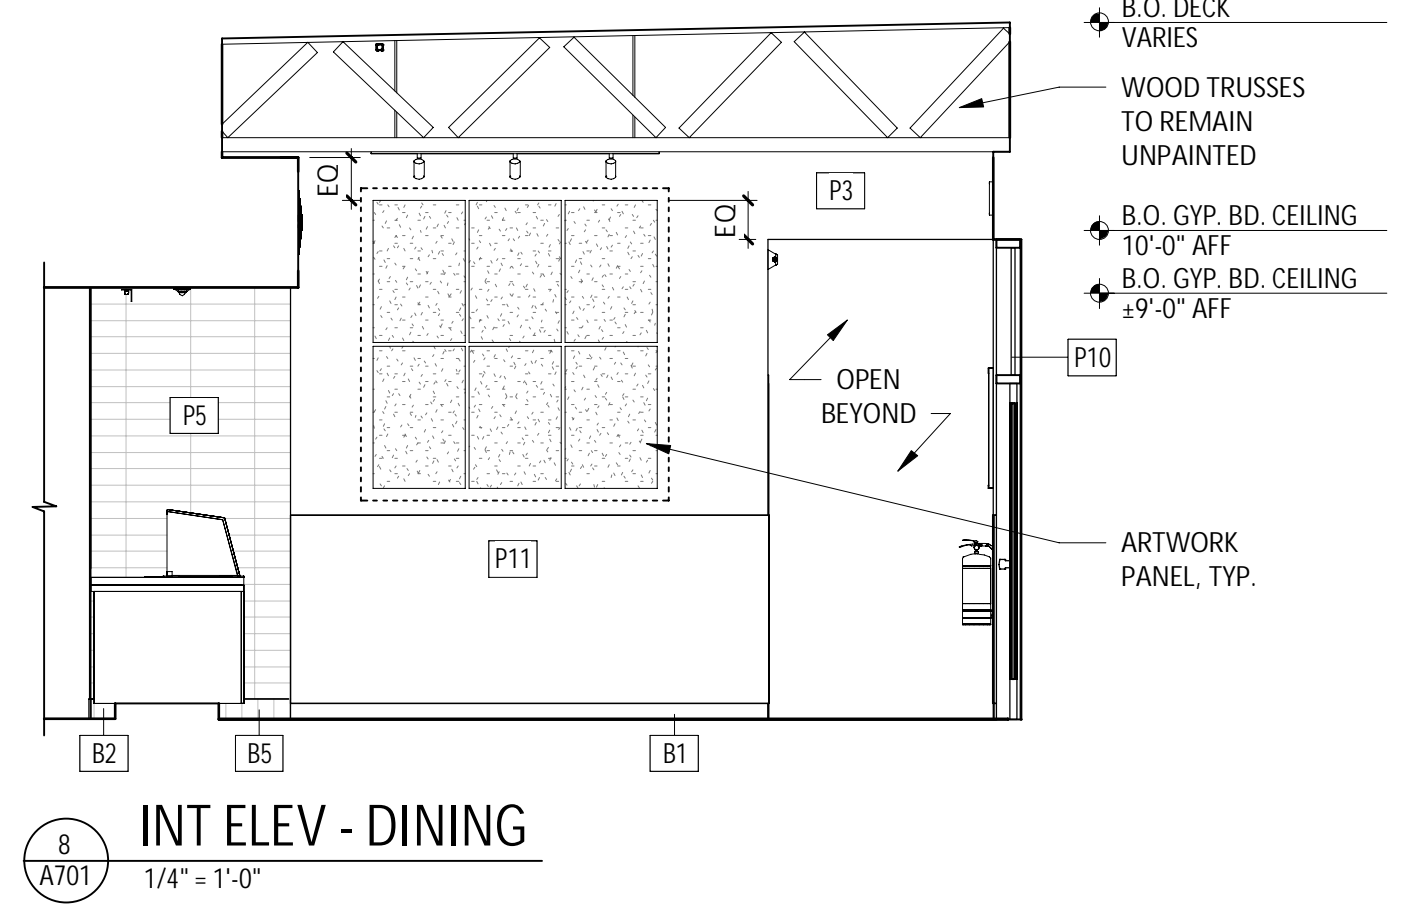 B.O. DECK
VARIES
WOOD TRUSSES
TO REMAIN
UNPAINTED
EQ
P3
EQ
B.O. GYP. BD. CEILING
10'-0" AFF
B.O. GYP. BD. CEILING
±9'-0" AFF
P10
OPEN
BEYOND
P5
P11
ARTWORK
PANEL, TYP.
B2
B5
B1
8
A701
INT ELEV - DINING
1/4" = 1'-0"